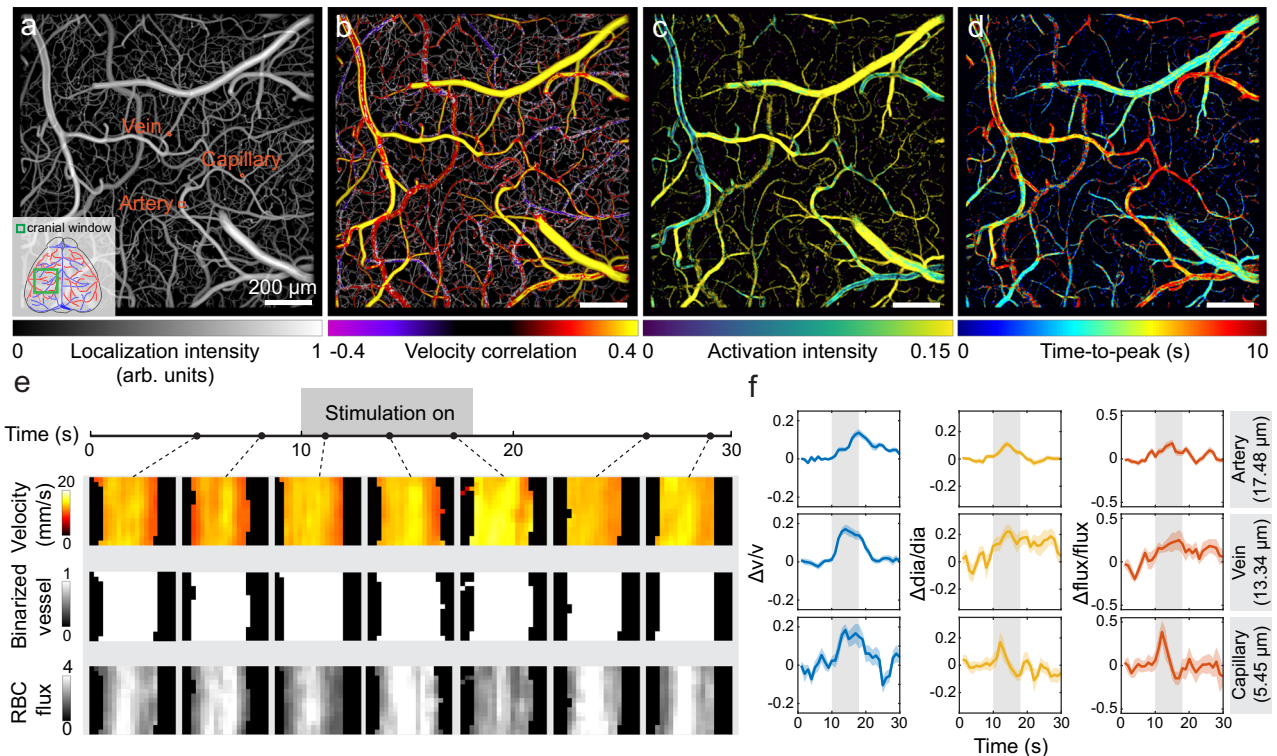 a
b
c
d
Vein
Capillary
Artery
cranial window
200 µm
0 Localization intensity 1
(arb. units)
-0.4 Velocity correlation 0.4
0 Activation intensity 0.15
0 Time-to-peak (s) 10
e
Stimulation on
Time (s)
0 10 20 30
Velocity
(mm/s)
20
0
Binarized
vessel
1
0
RBC
flux
4
0
f
Δv/v
0.2
0
-0.2
0.2
0
-0.2
0.2
0
-0.2
0 10 20 30
Δdia/dia
0.2
0
-0.2
0.2
0
-0.2
0.2
0
-0.2
0 10 20 30
Time (s)
Δflux/flux
0.5
0
-0.5
0.5
0
-0.5
0.5
0
-0.5
0 10 20 30
Artery
(17.48 µm)
Vein
(13.34 µm)
Capillary
(5.45 µm)